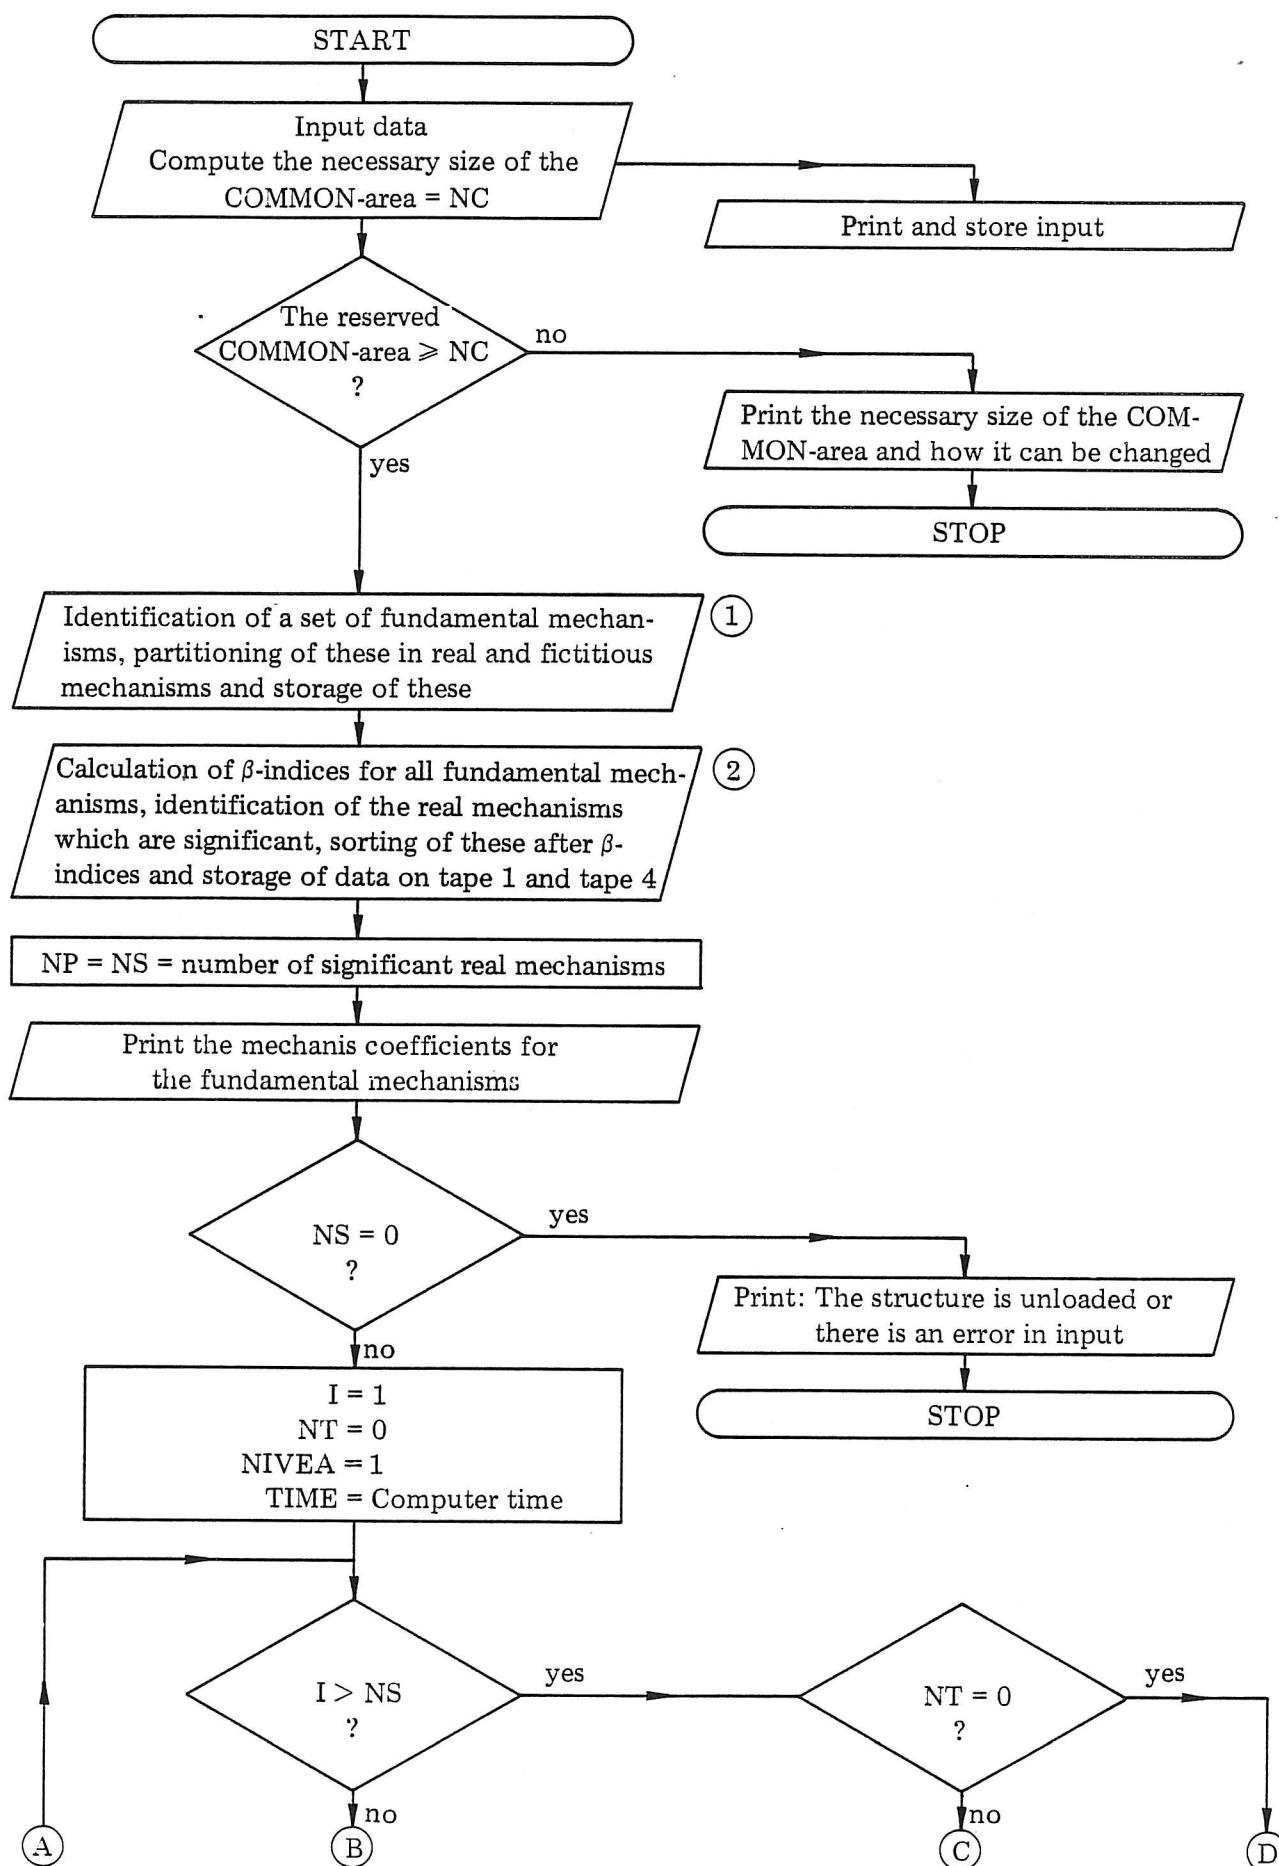 START
Input data
Compute the necessary size of the
COMMON-area = NC
Print and store input
The reserved
COMMON-area ⩾ NC
?
no
yes
Print the necessary size of the COM-
MON-area and how it can be changed
STOP
Identification of a set of fundamental mechan-
isms, partitioning of these in real and fictitious
mechanisms and storage of these
1
Calculation of β-indices for all fundamental mech-
anisms, identification of the real mechanisms
which are significant, sorting of these after β-
indices and storage of data on tape 1 and tape 4
2
NP = NS = number of significant real mechanisms
Print the mechanis coefficients for
the fundamental mechanisms
NS = 0
?
yes
no
Print: The structure is unloaded or
there is an error in input
STOP
I = 1
NT = 0
NIVEA = 1
TIME = Computer time
I > NS
?
yes
no
NT = 0
?
yes
no
A
B
C
D